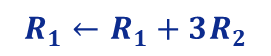 R₁ ← R₁ + 3R₂